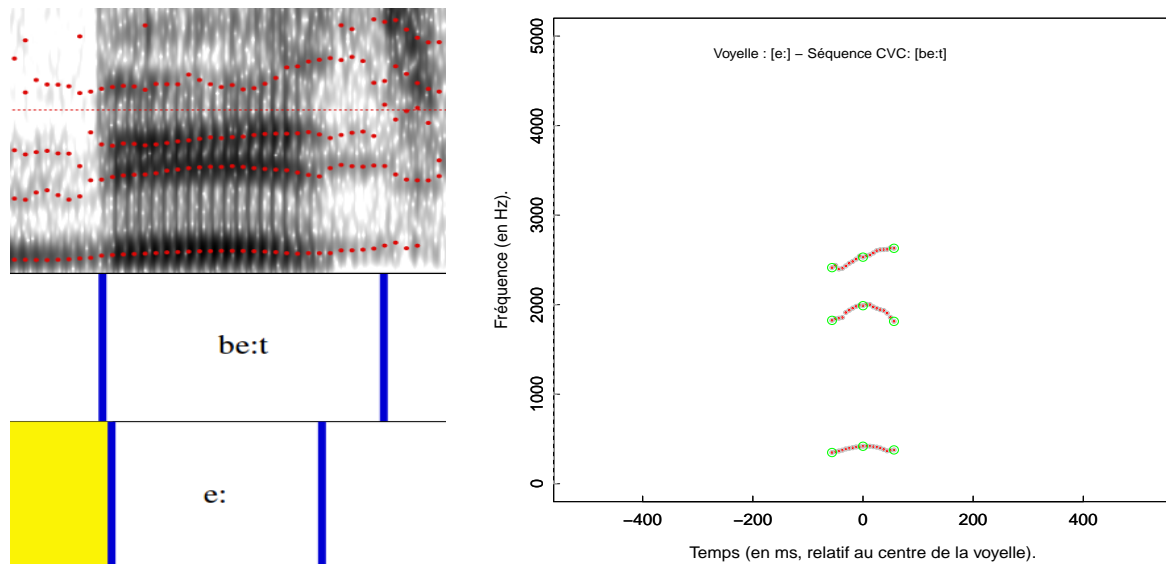 be:t
e:
Voyelle : [e:] − Séquence CVC: [be:t]
Fréquence (en Hz).
5000
4000
3000
2000
1000
0
−400
−200
0
200
400
Temps (en ms, relatif au centre de la voyelle).